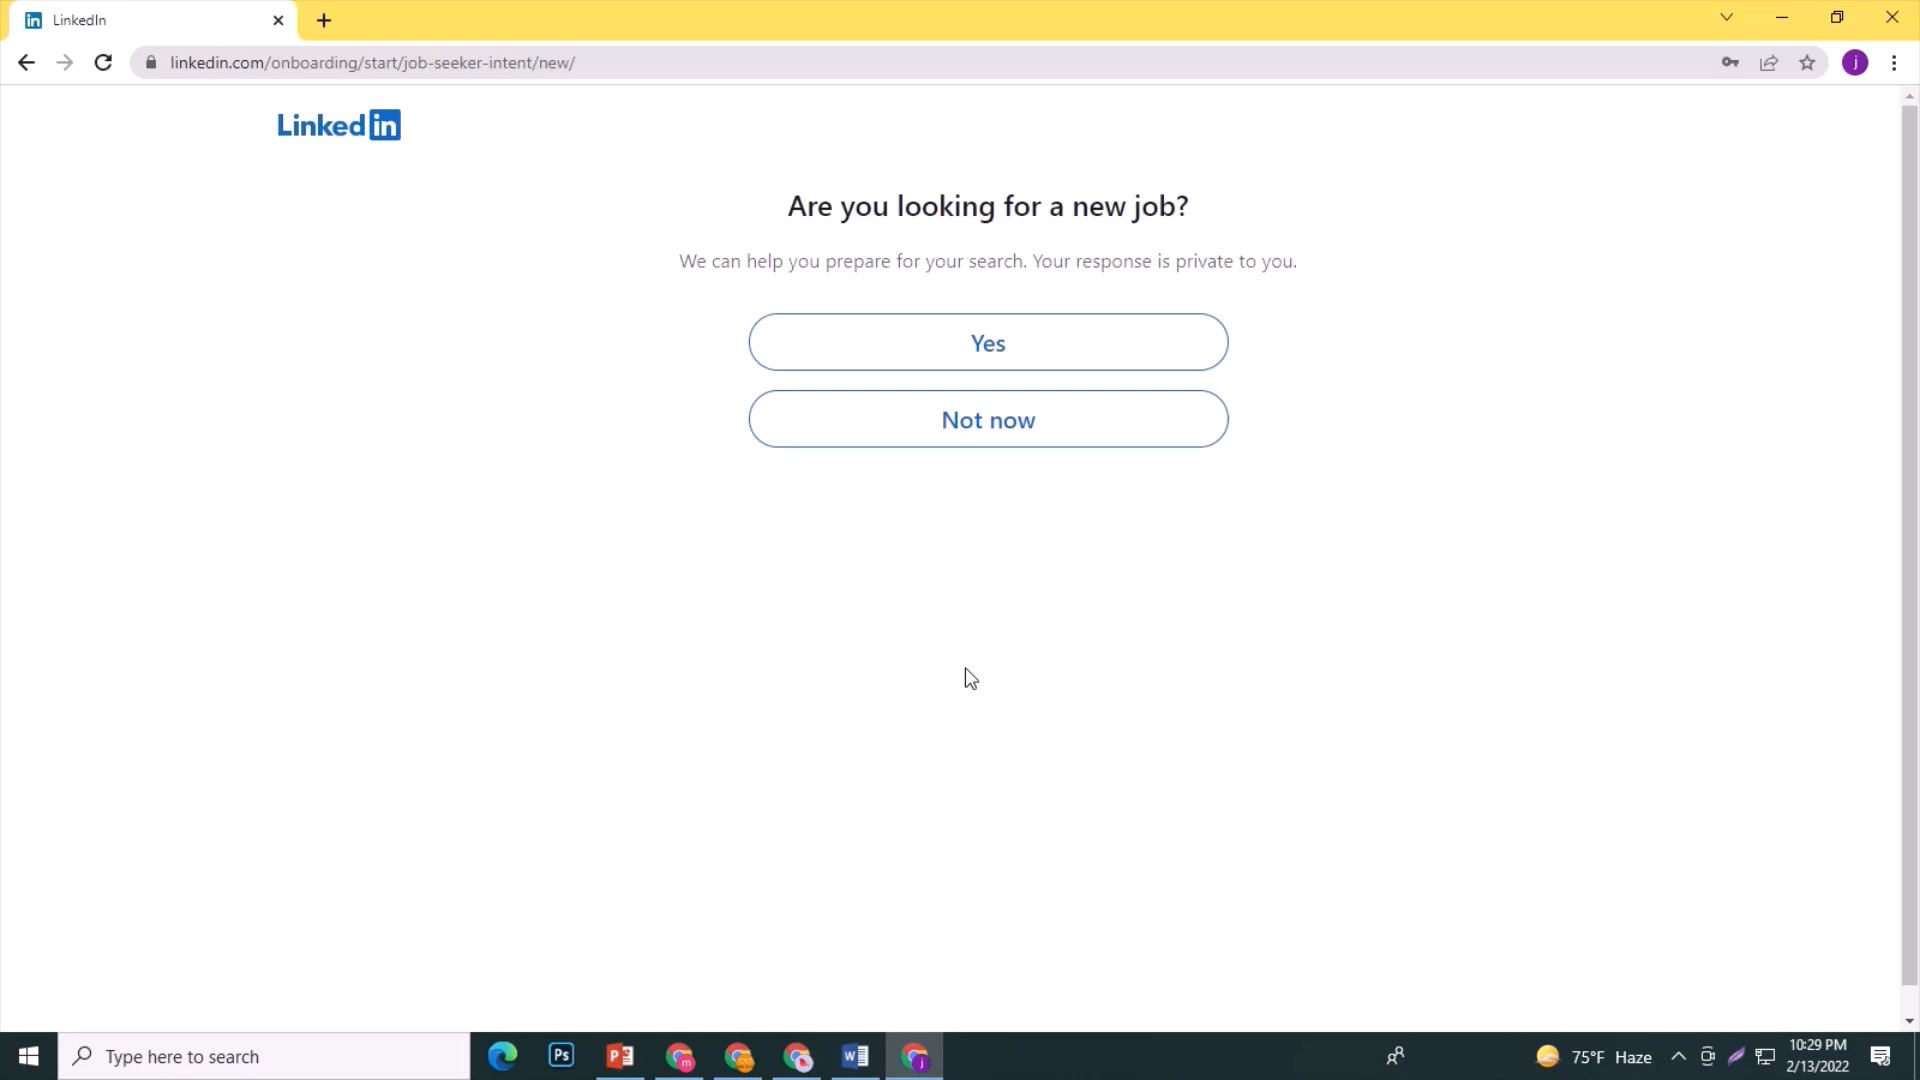 LinkedIn
linkedin.com/onboarding/start/job-seeker-intent/new/
j
Linked in
Are you looking for a new job?
We can help you prepare for your search. Your response is private to you.
Yes
Not now
Type here to search
Ps
75°F Haze
10:29 PM
2/13/2022